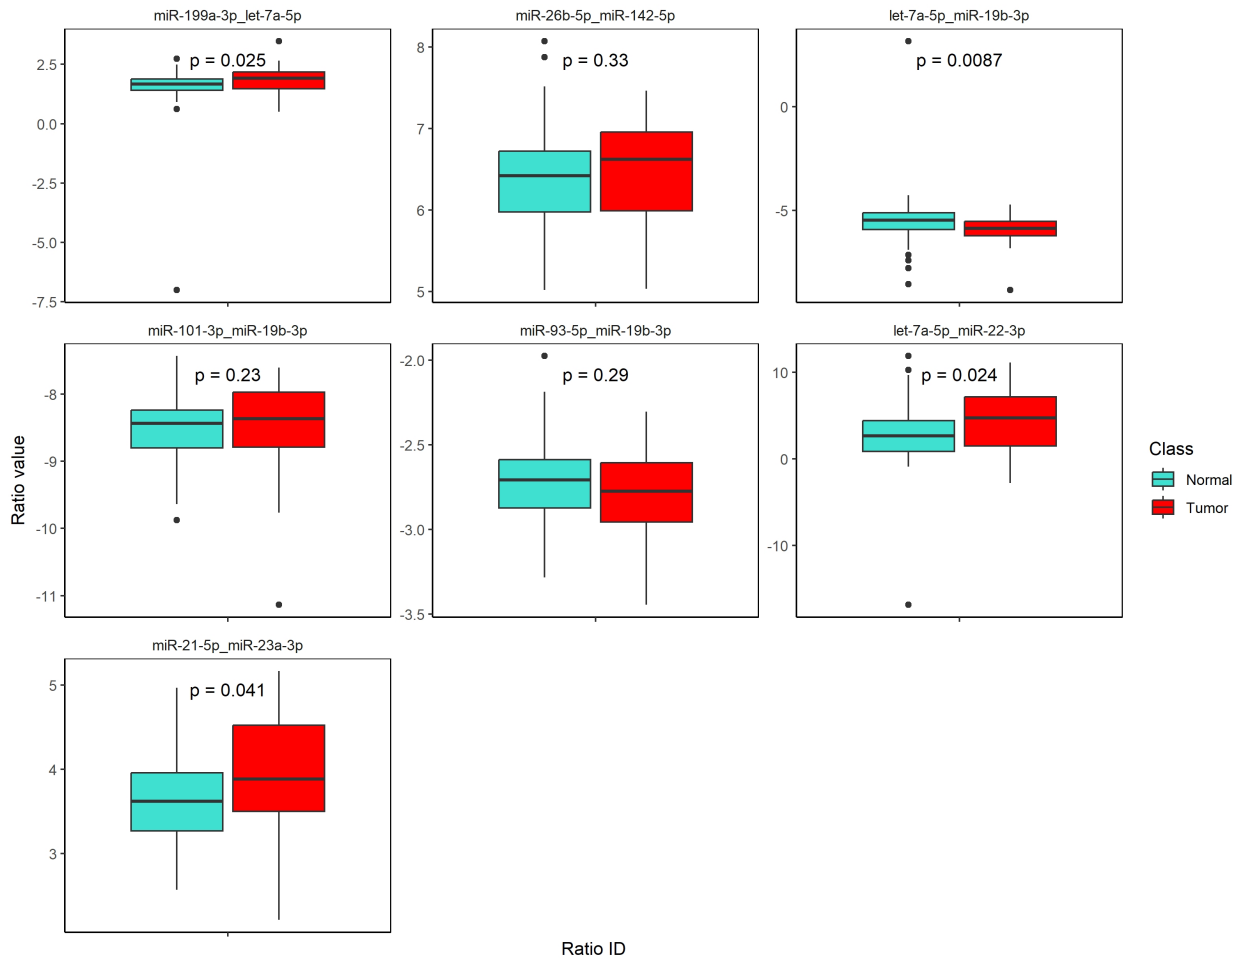 miR-199a-3p_let-7a-5p
miR-26b-5p_miR-142-5p
let-7a-5p_miR-19b-3p
p = 0.025
p = 0.33
p = 0.0087
2.5
0.0
-2.5
-5.0
-7.5
8
7
6
5
0
-5
miR-101-3p_miR-19b-3p
miR-93-5p_miR-19b-3p
let-7a-5p_miR-22-3p
p = 0.23
p = 0.29
p = 0.024
-8
-9
-10
-11
-2.0
-2.5
-3.0
-3.5
10
0
-10
miR-21-5p_miR-23a-3p
p = 0.041
5
4
3
Ratio value
Ratio ID
Class
Normal
Tumor